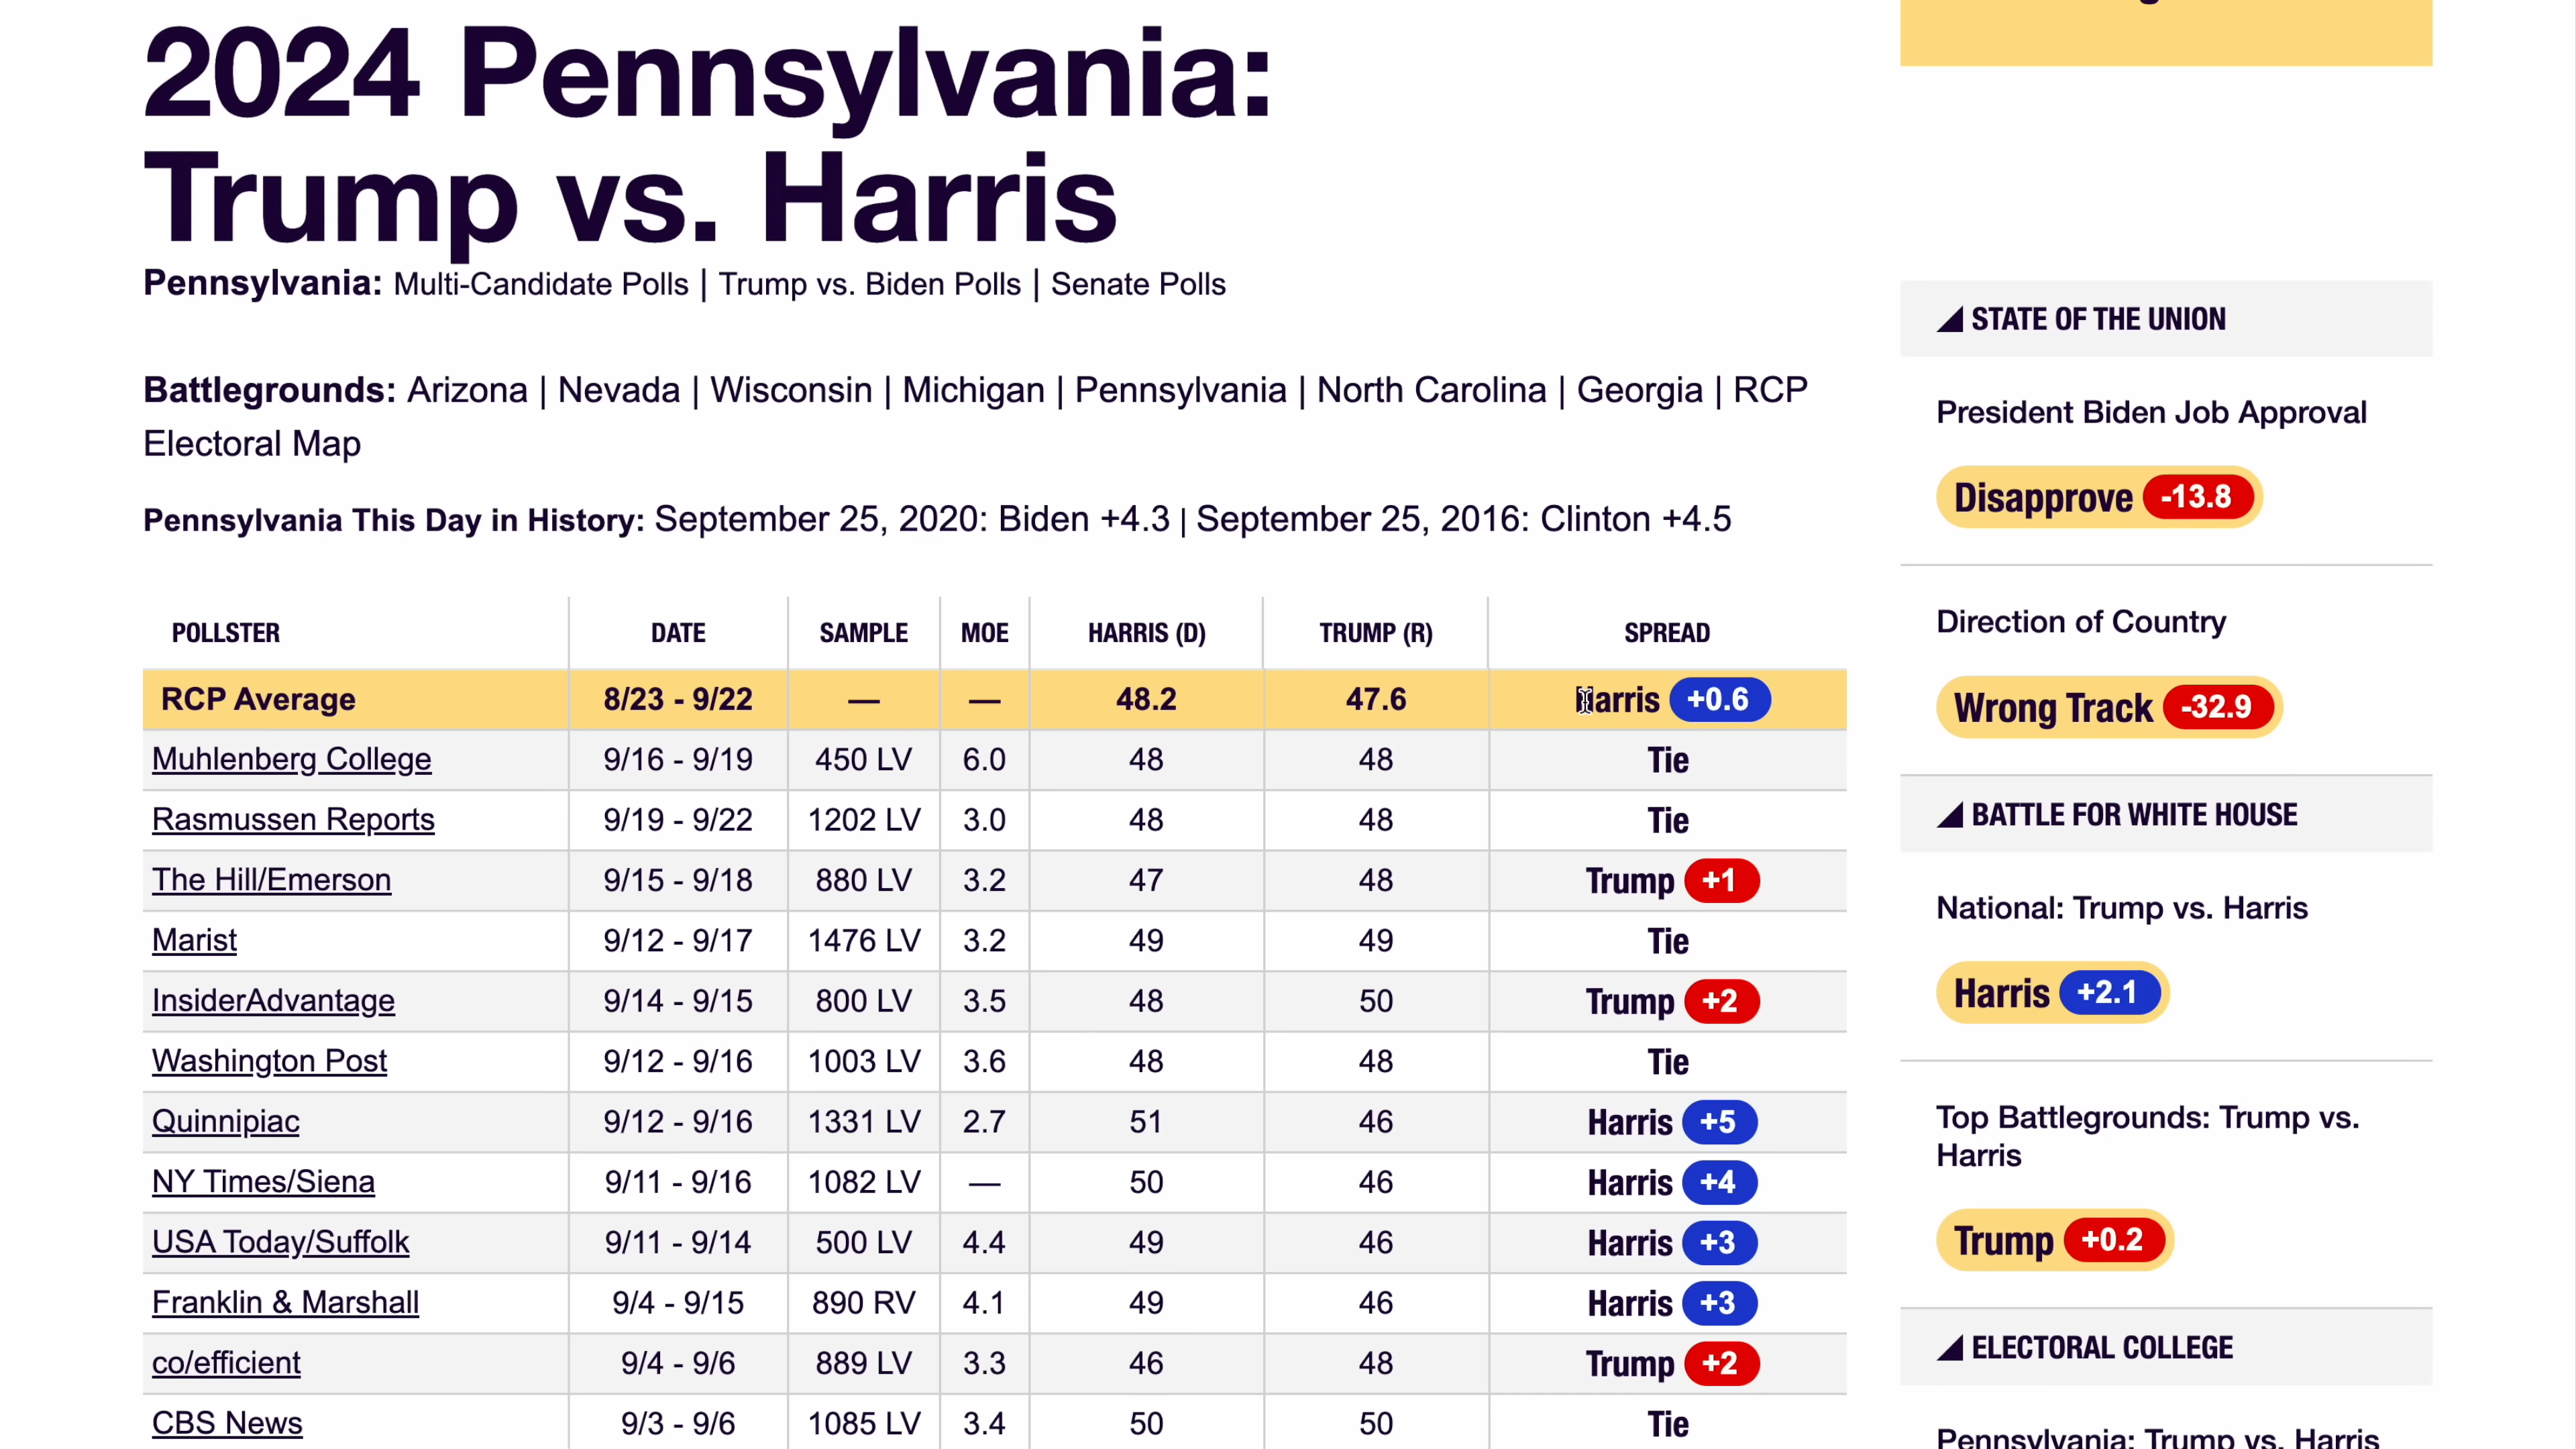 2024 Pennsylvania:
Trump vs. Harris
Pennsylvania: Multi-Candidate Polls | Trump vs. Biden Polls | Senate Polls
Battlegrounds: Arizona | Nevada | Wisconsin | Michigan | Pennsylvania | North Carolina | Georgia | RCP
Electoral Map
Pennsylvania This Day in History: September 25, 2020: Biden +4.3 | September 25, 2016: Clinton +4.5
POLLSTER DATE SAMPLE MOE HARRIS (D) TRUMP (R) SPREAD
RCP Average 8/23 - 9/22 — — 48.2 47.6 Harris +0.6
Muhlenberg College 9/16 - 9/19 450 LV 6.0 48 48 Tie
Rasmussen Reports 9/19 - 9/22 1202 LV 3.0 48 48 Tie
The Hill/Emerson 9/15 - 9/18 880 LV 3.2 47 48 Trump +1
Marist 9/12 - 9/17 1476 LV 3.2 49 49 Tie
InsiderAdvantage 9/14 - 9/15 800 LV 3.5 48 50 Trump +2
Washington Post 9/12 - 9/16 1003 LV 3.6 48 48 Tie
Quinnipiac 9/12 - 9/16 1331 LV 2.7 51 46 Harris +5
NY Times/Siena 9/11 - 9/16 1082 LV — 50 46 Harris +4
USA Today/Suffolk 9/11 - 9/14 500 LV 4.4 49 46 Harris +3
Franklin & Marshall 9/4 - 9/15 890 RV 4.1 49 46 Harris +3
co/efficient 9/4 - 9/6 889 LV 3.3 46 48 Trump +2
CBS News 9/3 - 9/6 1085 LV 3.4 50 50 Tie
STATE OF THE UNION
President Biden Job Approval
Disapprove -13.8
Direction of Country
Wrong Track -32.9
BATTLE FOR WHITE HOUSE
National: Trump vs. Harris
Harris +2.1
Top Battlegrounds: Trump vs.
Harris
Trump +0.2
ELECTORAL COLLEGE
Pennsylvania: Trump vs. Harris